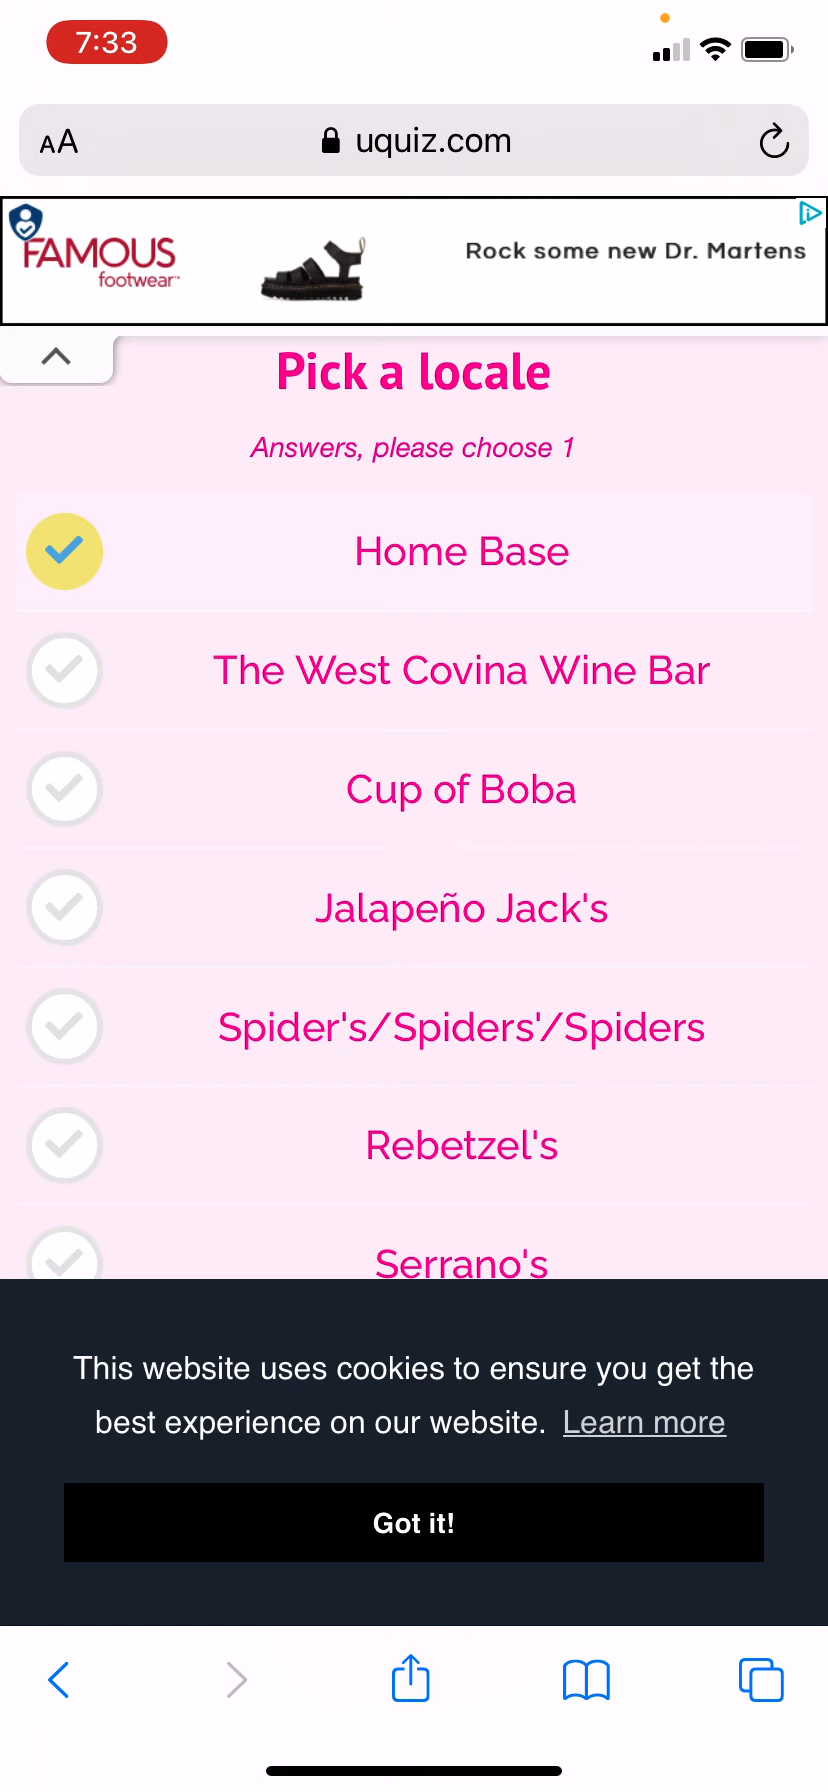 7:33
AA
uquiz.com
FAMOUS
footwear
Rock some new Dr. Martens
Pick a locale
Answers, please choose 1
Home Base
The West Covina Wine Bar
Cup of Boba
Jalapeño Jack's
Spider's/Spiders'/Spiders
Rebetzel's
Serrano's
This website uses cookies to ensure you get the
best experience on our website. Learn more
Got it!